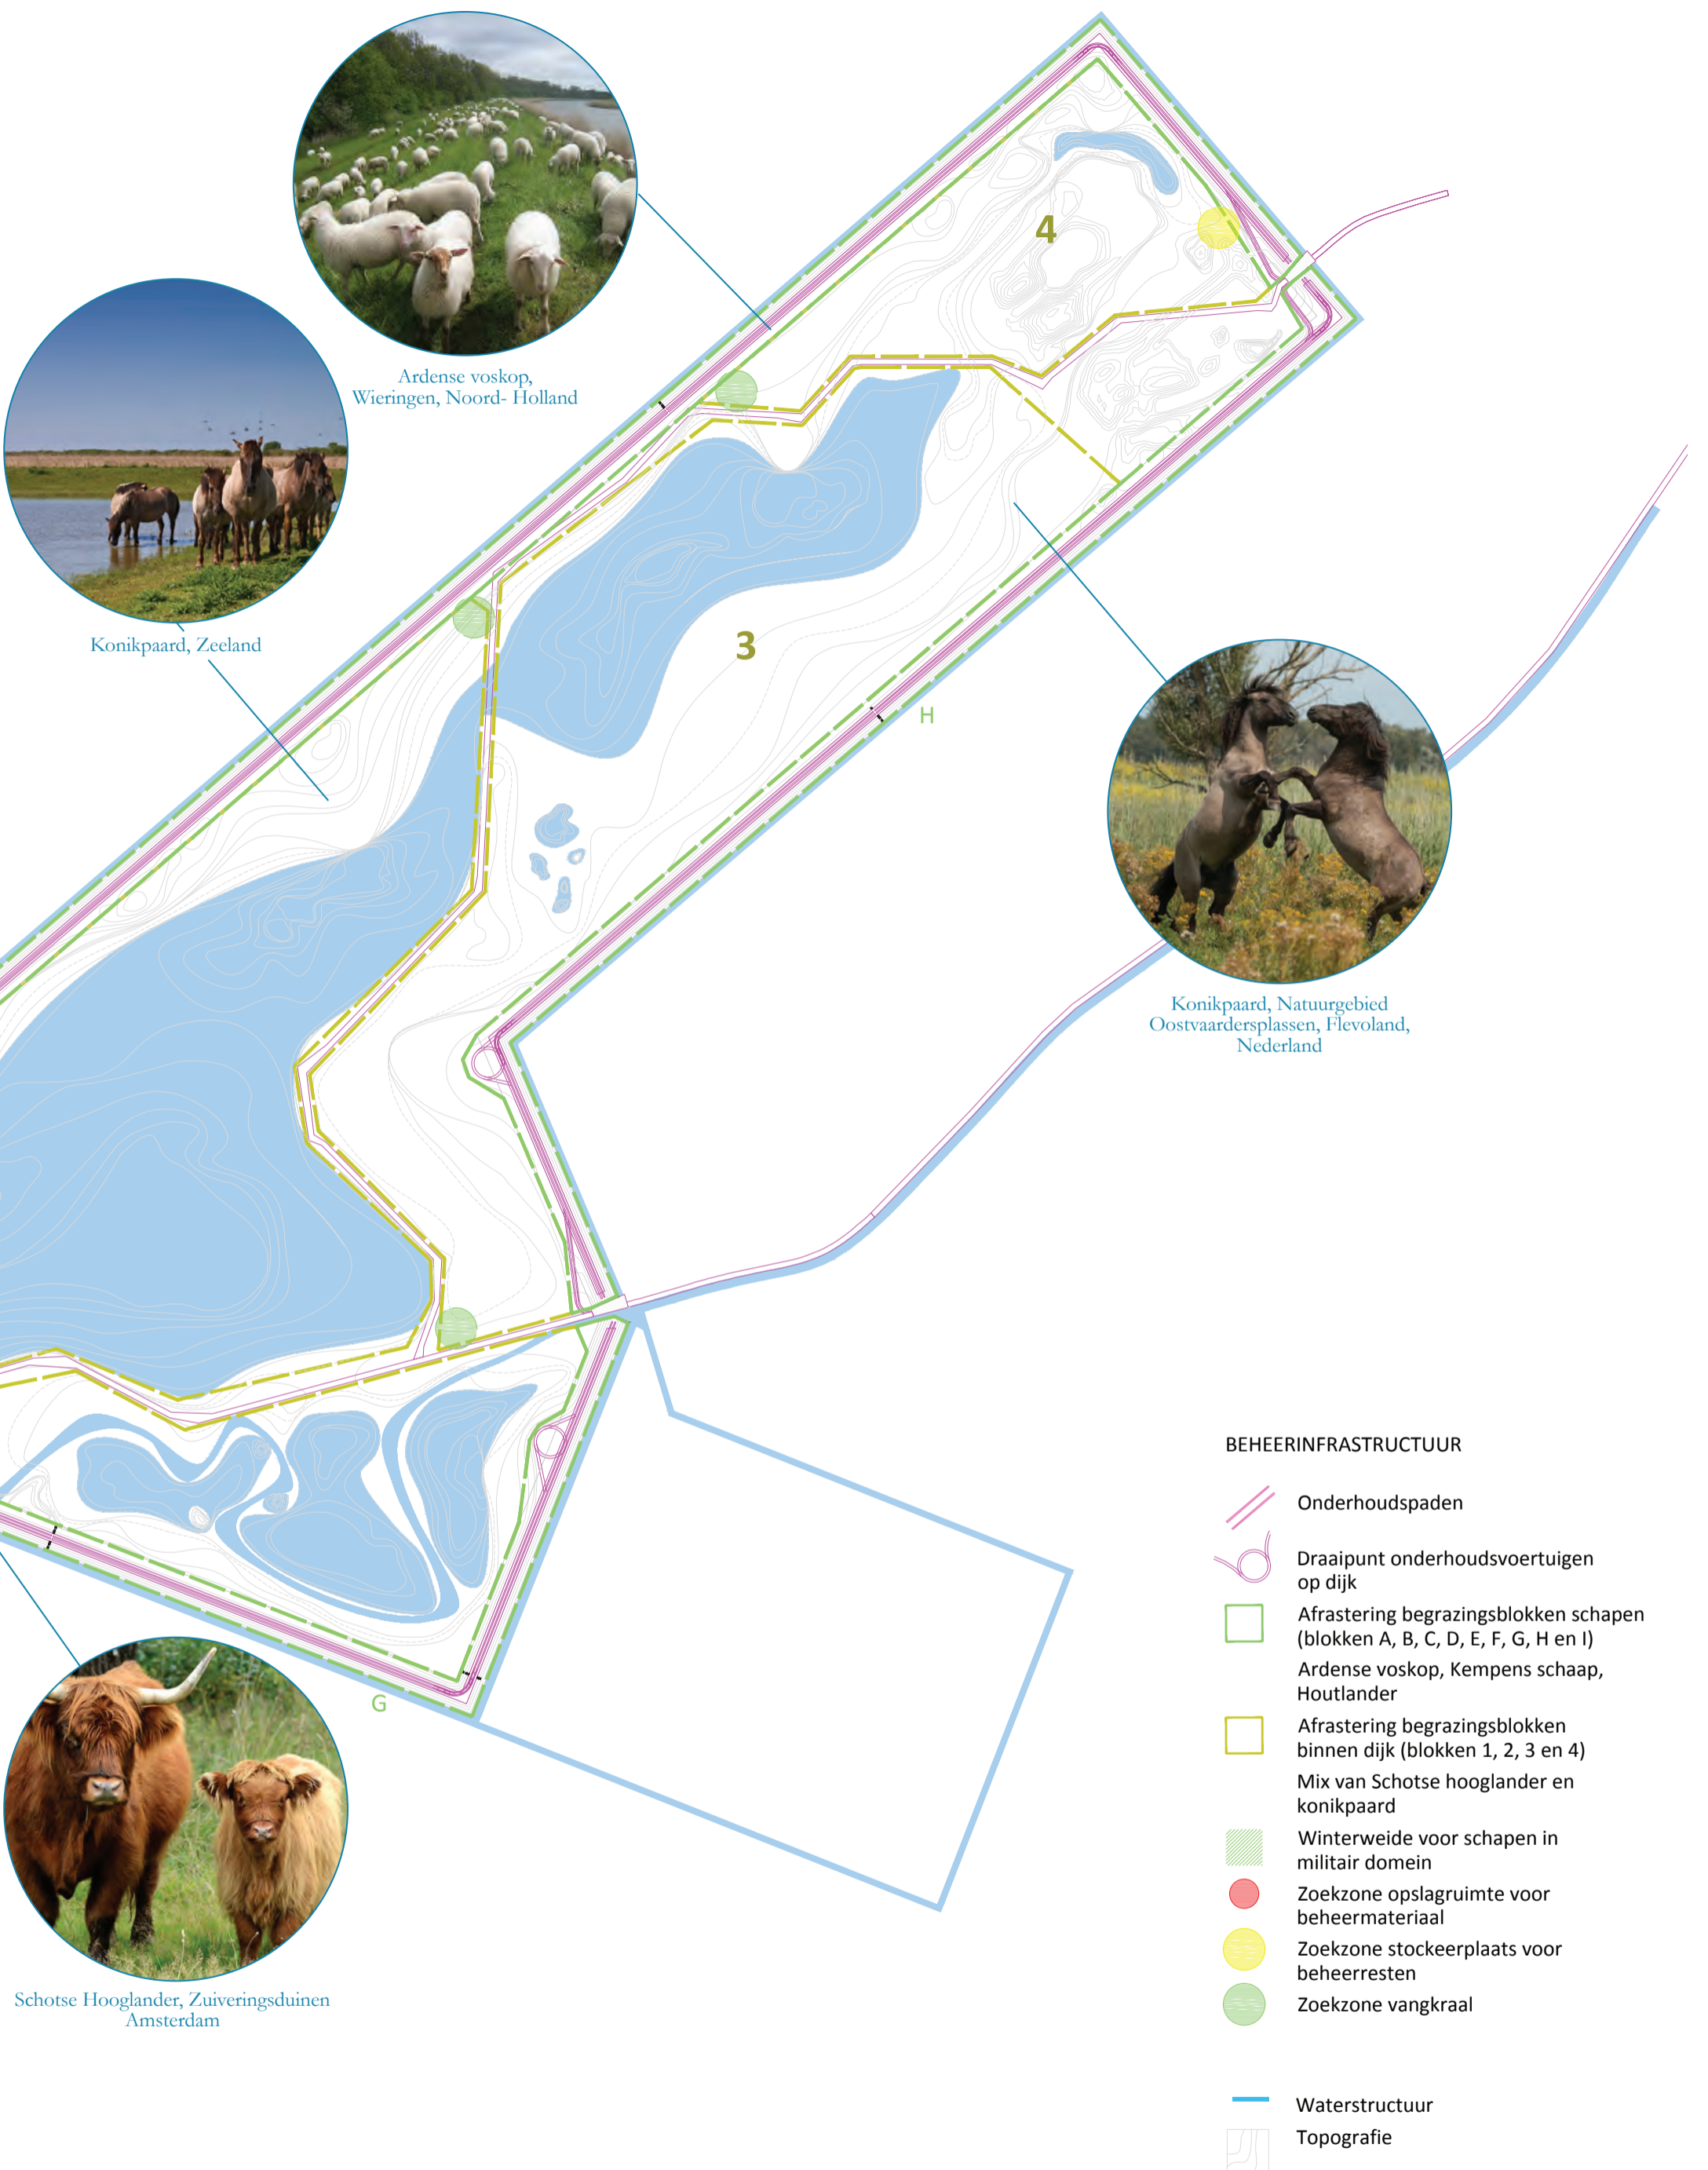 Ardense voskop,
Wieringen, Noord- Holland
4
Konikpaard, Zeeland
3
H
Konikpaard, Natuurgebied
Oostvaardersplassen, Flevoland,
Nederland
G
Schotse Hooglander, Zuiveringsduinen
Amsterdam
BEHEERINFRASTRUCTUUR
Onderhoudspaden
Draaipunt onderhoudsvoertuigen
op dijk
Afrastering begrazingsblokken schapen
(blokken A, B, C, D, E, F, G, H en I)
Ardense voskop, Kempens schaap,
Houtlander
Afrastering begrazingsblokken
binnen dijk (blokken 1, 2, 3 en 4)
Mix van Schotse hooglander en
konikpaard
Winterweide voor schapen in
militair domein
Zoekzone opslagruimte voor
beheermateriaal
Zoekzone stockeerplaats voor
beheerresten
Zoekzone vangkraal
Waterstructuur
Topografie